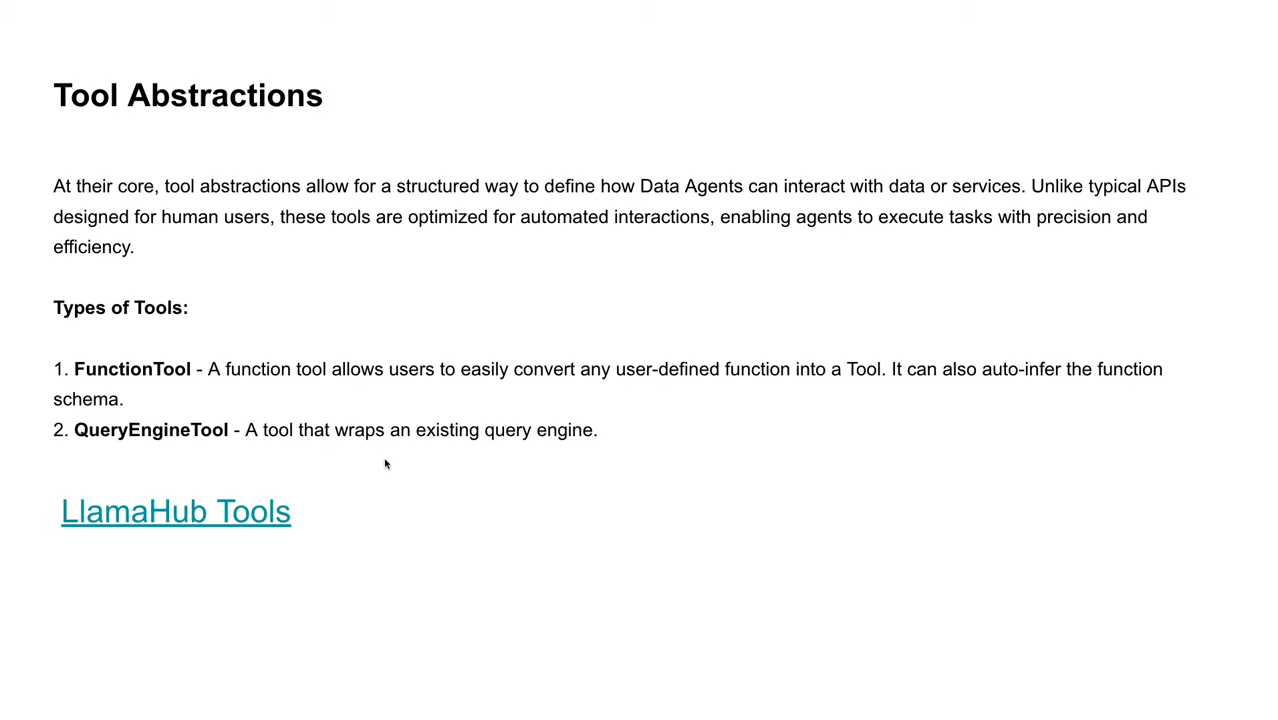 Tool Abstractions
At their core, tool abstractions allow for a structured way to define how Data Agents can interact with data or services. Unlike typical APIs
designed for human users, these tools are optimized for automated interactions, enabling agents to execute tasks with precision and
efficiency.
Types of Tools:
1. FunctionTool - A function tool allows users to easily convert any user-defined function into a Tool. It can also auto-infer the function
schema.
2. QueryEngineTool - A tool that wraps an existing query engine.
LlamaHub Tools